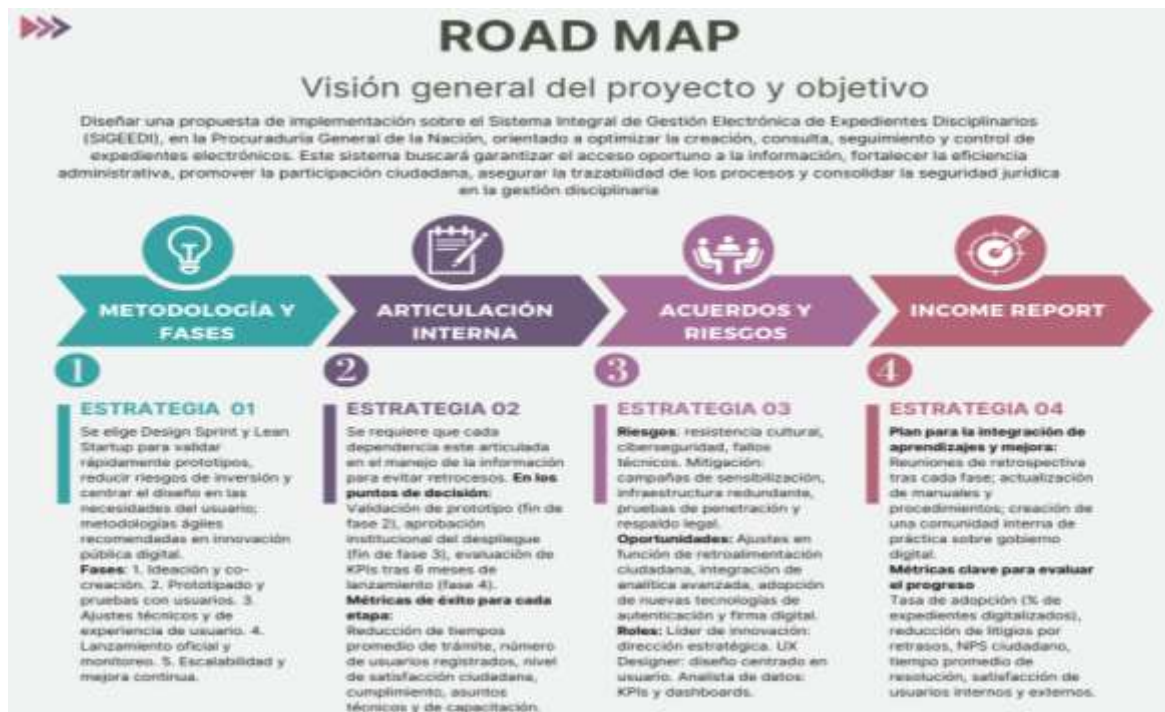 ROAD MAP
Visión general del proyecto y objetivo
Diseñar una propuesta de implementación sobre el Sistema Integral de Gestión Electrónica de Expedientes Disciplinarios
(SIGEEDI), en la Procuraduría General de la Nación, orientado a optimizar la creación, consulta, seguimiento y control de
expedientes electrónicos. Este sistema buscará garantizar el acceso oportuno a la información, fortalecer la eficiencia
administrativa, promover la participación ciudadana, asegurar la trazabilidad de los procesos y consolidar la seguridad jurídica
en la gestión disciplinaria
METODOLOGÍA Y
FASES
1
ESTRATEGIA 01
Se elige Design Sprint y Lean
Startup para validar
rápidamente prototipos,
reducir riesgos de inversión y
centrar el diseño en las
necesidades del usuario;
metodologías ágiles
recomendadas en innovación
pública digital.
Fases: 1. Ideación y co-
creación. 2. Prototipado y
pruebas con usuarios. 3.
Ajustes técnicos y de
experiencia de usuario. 4.
Lanzamiento oficial y
monitoreo. 5. Escalabilidad y
mejora continua.
ARTICULACIÓN
INTERNA
2
ESTRATEGIA 02
Se requiere que cada
dependencia este articulada
en el manejo de la información
para evitar retrocesos. En los
puntos de decisión:
Validación de prototipo (fin de
fase 2), aprobación
institucional del despliegue
(fin de fase 3), evaluación de
KPIs tras 6 meses de
lanzamiento (fase 4).
Métricas de éxito para cada
etapa:
Reducción de tiempos
promedio de trámite, número
de usuarios registrados, nivel
de satisfacción ciudadana,
cumplimiento, asuntos
técnicos y de capacitación.
ACUERDOS Y
RIESGOS
3
ESTRATEGIA 03
Riesgos: resistencia cultural,
ciberseguridad, fallos
técnicos. Mitigación:
campañas de sensibilización,
infraestructura redundante,
pruebas de penetración y
respaldo legal.
Oportunidades: Ajustes en
función de retroalimentación
ciudadana, integración de
analítica avanzada, adopción
de nuevas tecnologías de
autenticación y firma digital.
Roles: Líder de innovación:
dirección estratégica. UX
Designer: diseño centrado en
usuario. Analista de datos:
KPIs y dashboards.
INCOME REPORT
4
ESTRATEGIA 04
Plan para la integración de
aprendizajes y mejora:
Reuniones de retrospectiva
tras cada fase; actualización
de manuales y
procedimientos; creación de
una comunidad interna de
práctica sobre gobierno
digital.
Métricas clave para evaluar
el progreso
Tasa de adopción (% de
expedientes digitalizados),
reducción de litigios por
retrasos, NPS ciudadano,
tiempo promedio de
resolución, satisfacción de
usuarios internos y externos.